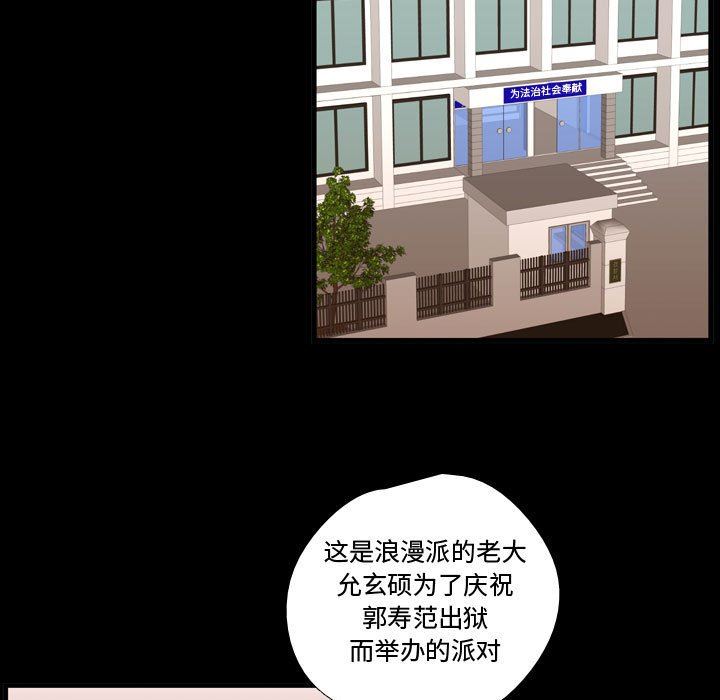 为法治社会奉献
这是浪漫派的老大
允玄硕为了庆祝
郭寿范出狱
而举办的派对